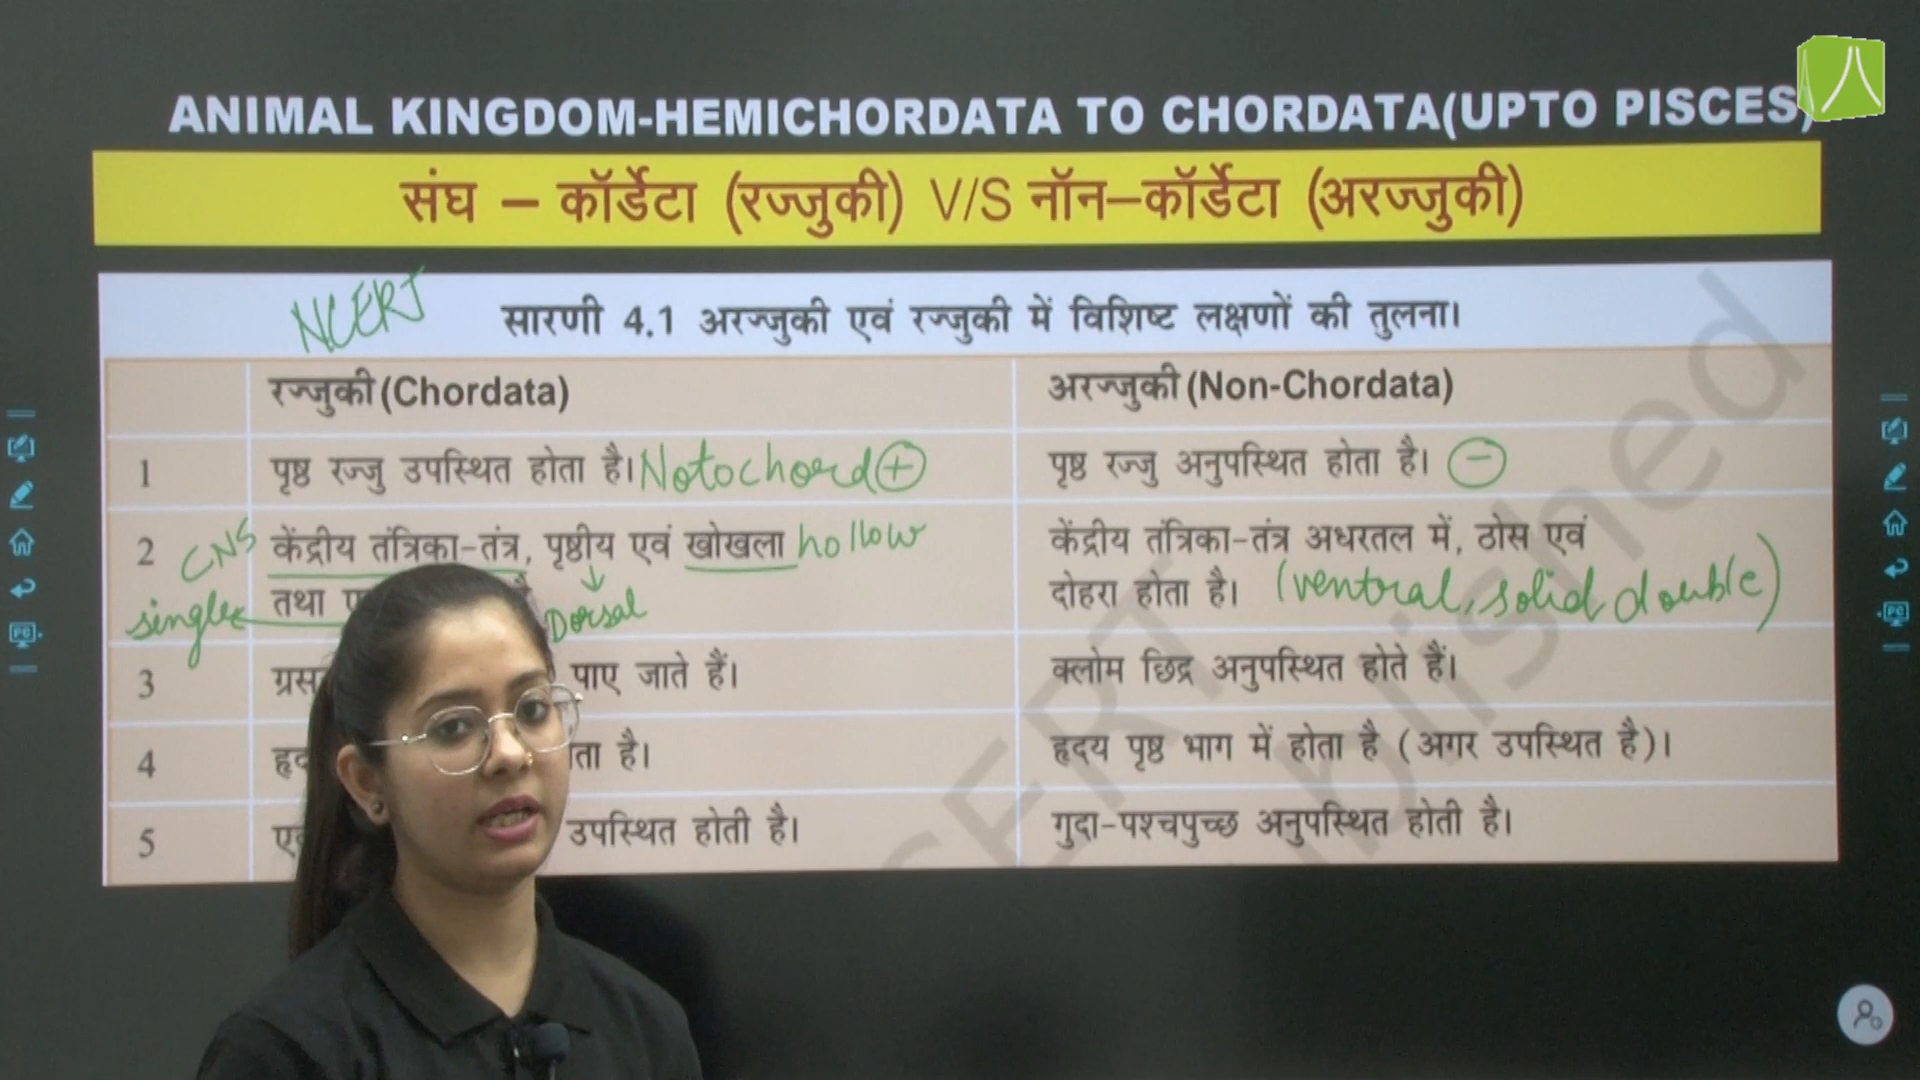 ANIMAL KINGDOM-HEMICHORDATA TO CHORDATA(UPTO PISCES)
संघ – कॉर्डेटा (रज्जुकी) V/S नॉन–कॉर्डेटा (अरज्जुकी)
NCERT
सारणी 4.1 अरज्जुकी एवं रज्जुकी में विशिष्ट लक्षणों की तुलना।
रज्जुकी (Chordata) अरज्जुकी (Non-Chordata)
1 पृष्ठ रज्जु उपस्थित होता है। Notochord + पृष्ठ रज्जु अनुपस्थित होता है। −
2 CNS केंद्रीय तंत्रिका-तंत्र, पृष्ठीय एवं खोखला hollow केंद्रीय तंत्रिका-तंत्र अधरतल में, ठोस एवं
single तथा Dorsal दोहरा होता है। (ventral, solid, double)
3 पाए जाते हैं। क्लोम छिद्र अनुपस्थित होते हैं।
4 है। हृदय पृष्ठ भाग में होता है (अगर उपस्थित है)।
5 उपस्थित होती है। गुदा-पश्चपुच्छ अनुपस्थित होती है।